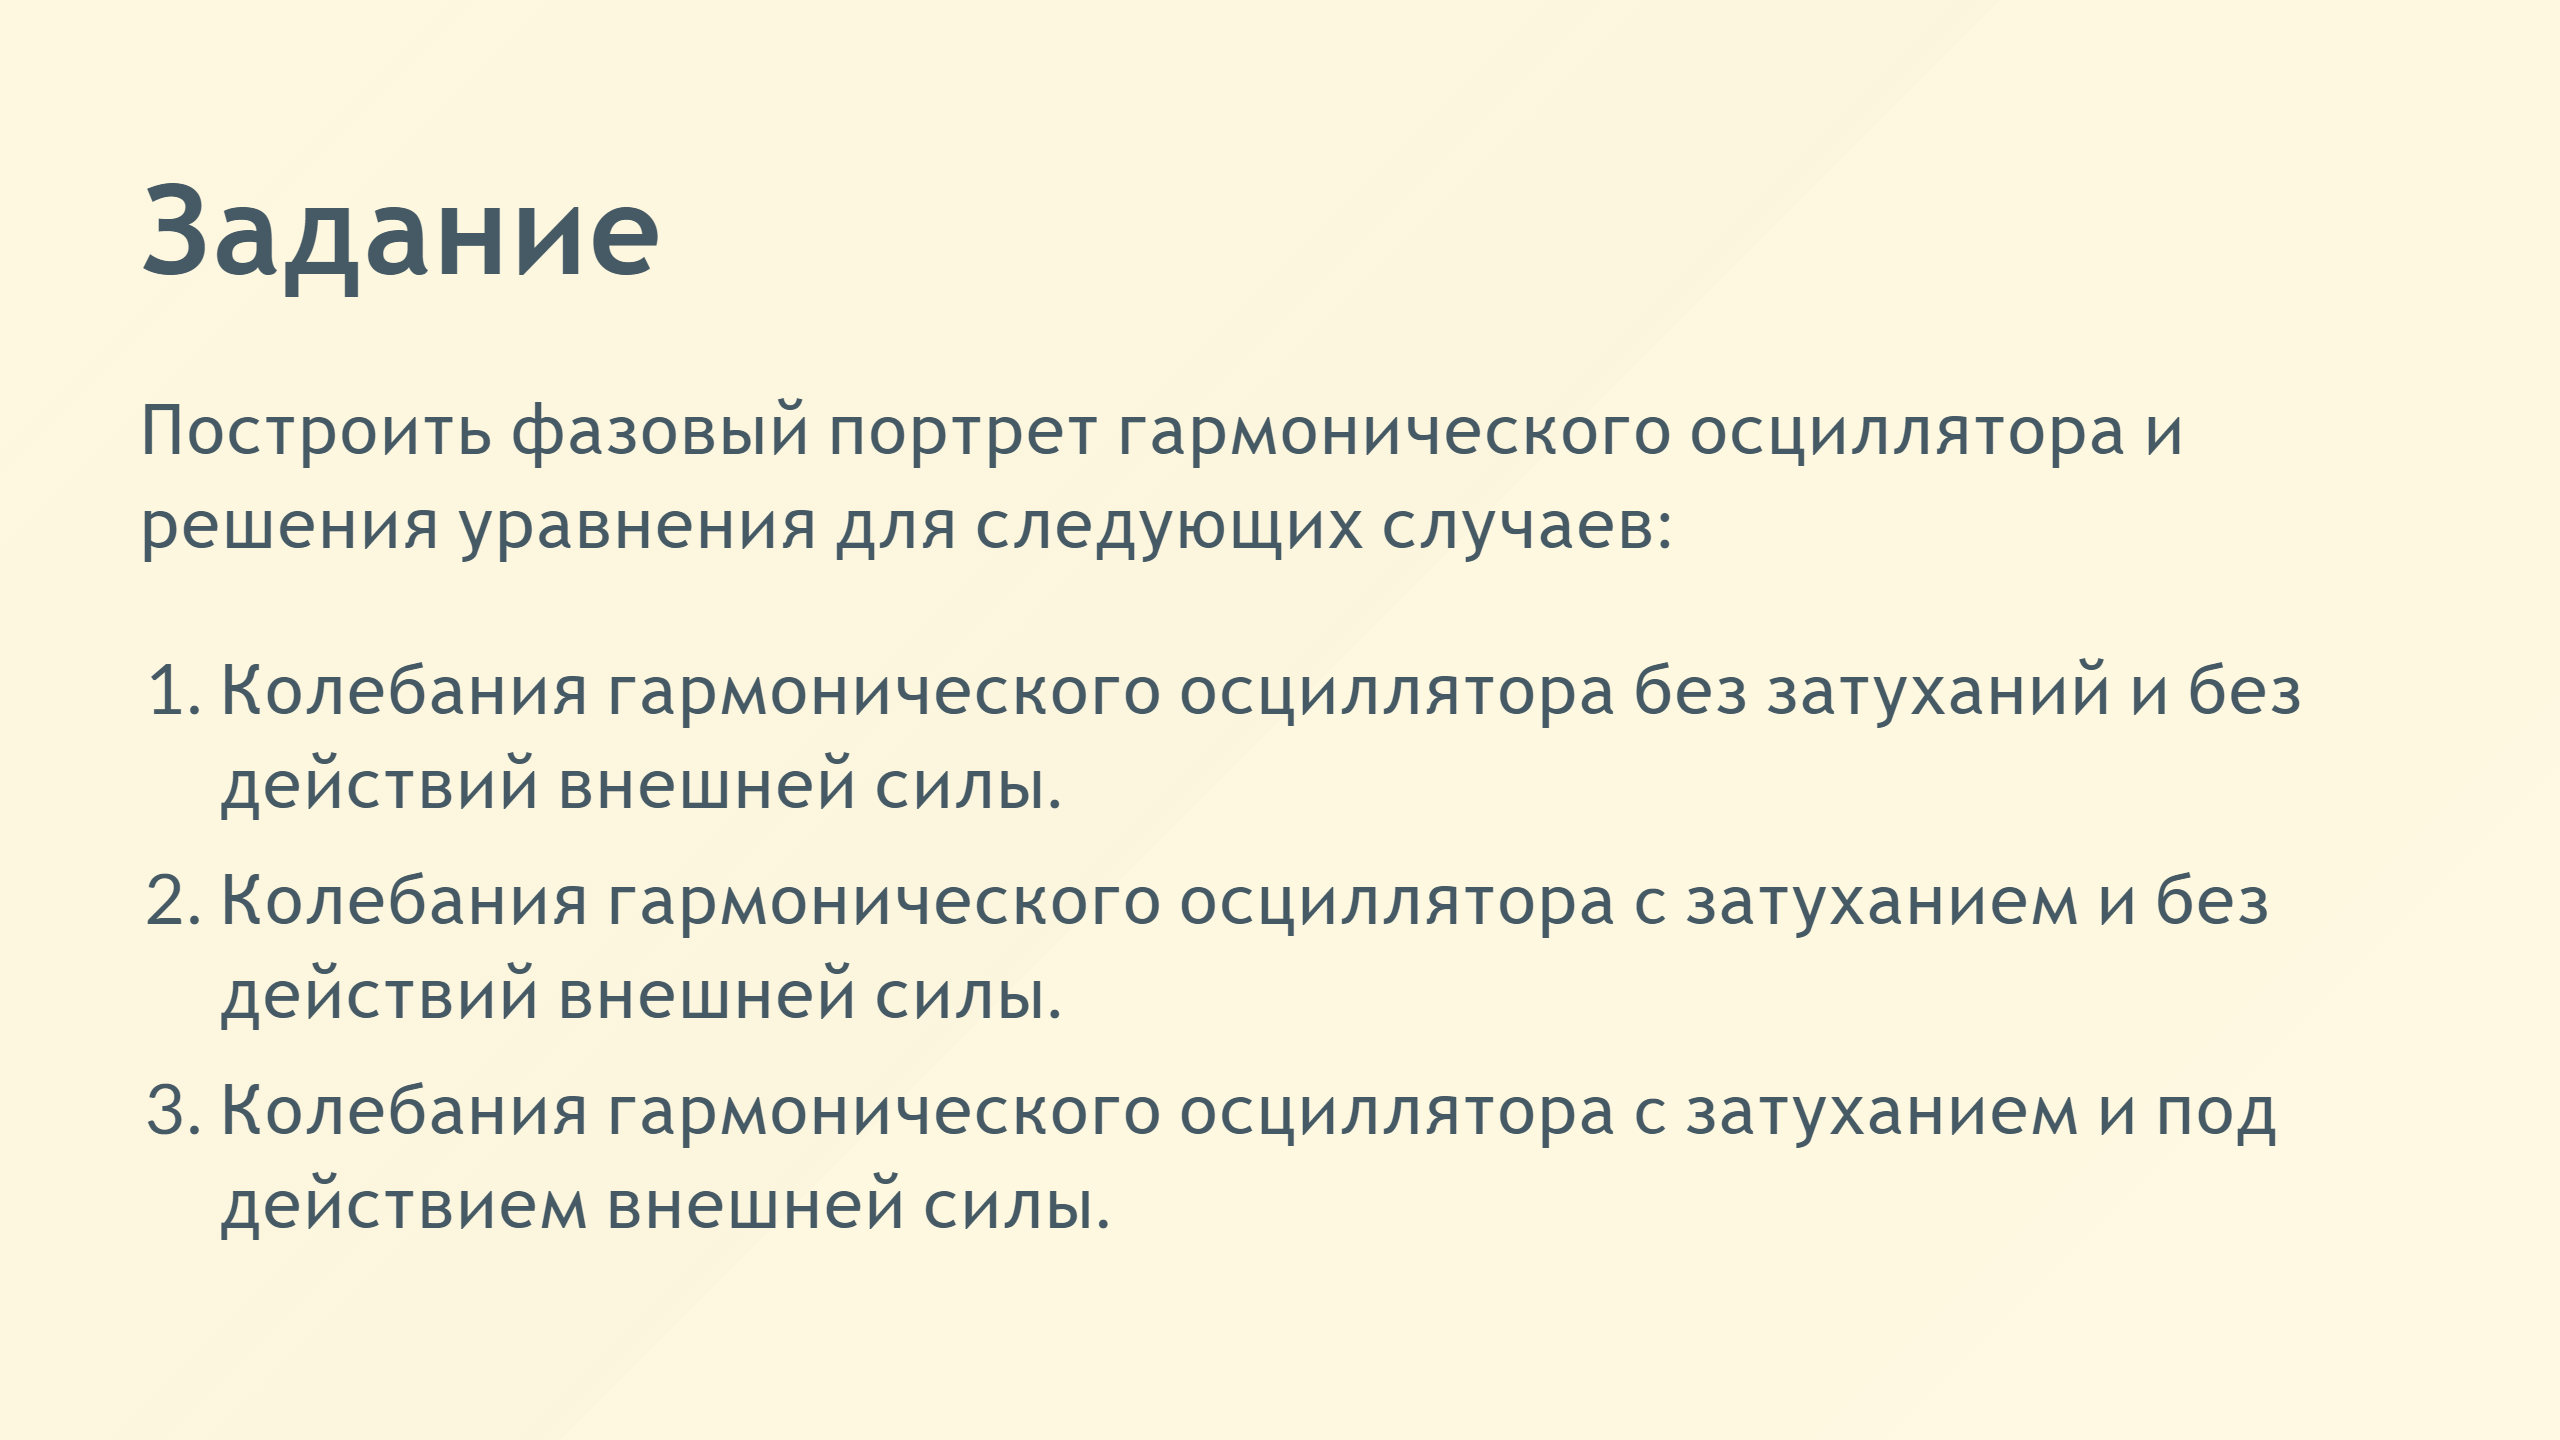 Задание
Построить фазовый портрет гармонического осциллятора и
решения уравнения для следующих случаев:
1. Колебания гармонического осциллятора без затуханий и без
действий внешней силы.
2. Колебания гармонического осциллятора с затуханием и без
действий внешней силы.
3. Колебания гармонического осциллятора с затуханием и под
действием внешней силы.